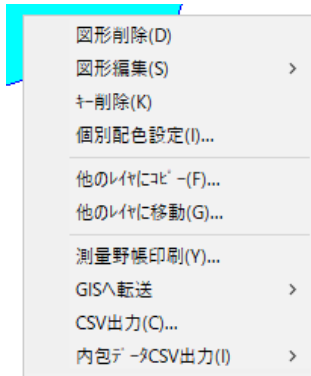 図形削除(D)
図形編集(S)
ｷｰ削除(K)
個別配色設定(I)...
他のﾚｲﾔにｺﾋﾟｰ(F)...
他のﾚｲﾔに移動(G)...
測量野帳印刷(Y)...
GISへ転送
CSV出力(C)...
内包ﾃﾞｰﾀCSV出力(I)